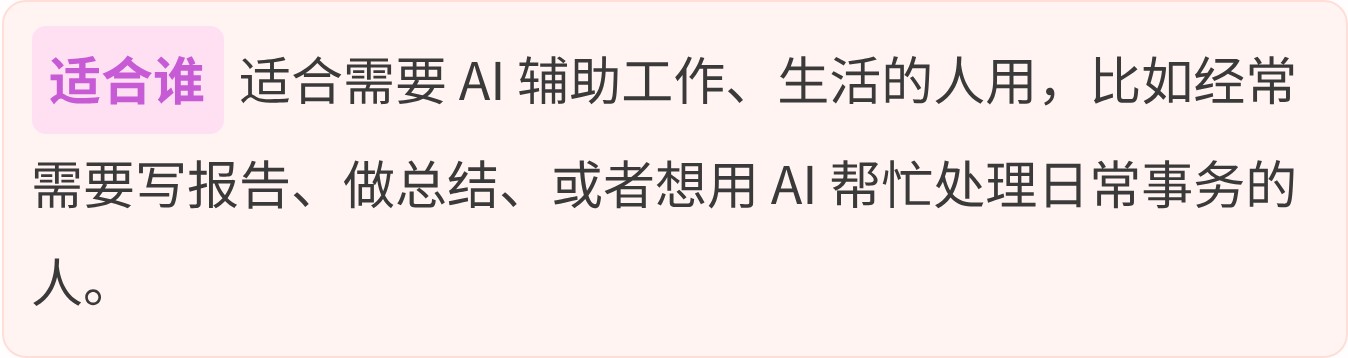 适合谁 适合需要 AI 辅助工作、生活的人用，比如经常
需要写报告、做总结、或者想用 AI 帮忙处理日常事务的
人。